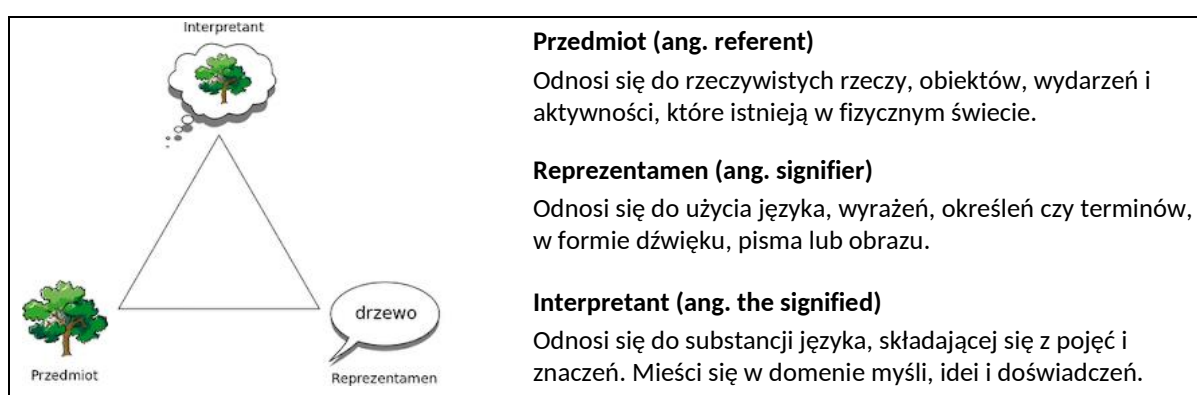 Interpretant
drzewo
Przedmiot
Reprezentamen
Przedmiot (ang. referent)
Odnosi się do rzeczywistych rzeczy, obiektów, wydarzeń i
aktywności, które istnieją w fizycznym świecie.
Reprezentamen (ang. signifier)
Odnosi się do użycia języka, wyrażeń, określeń czy terminów,
w formie dźwięku, pisma lub obrazu.
Interpretant (ang. the signified)
Odnosi się do substancji języka, składającej się z pojęć i
znaczeń. Mieści się w domenie myśli, idei i doświadczeń.